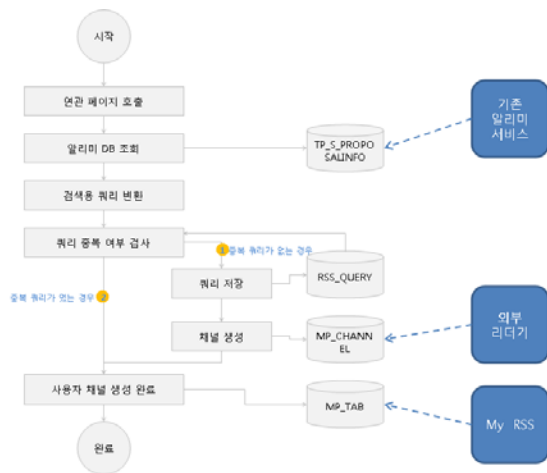 시작
연관 페이지 호출
기존
알리미
서비스
알리미 DB 조회
TP_S_PROPO
SALINFO
검색용 쿼리 변환
쿼리 중복 여부 검사
1 중복 쿼리가 없는 경우
쿼리 저장
RSS_QUERY
중복 쿼리가 있는 경우 2
채널 생성
MP_CHANN
EL
외부
리더기
사용자 채널 생성 완료
MP_TAB
My RSS
완료